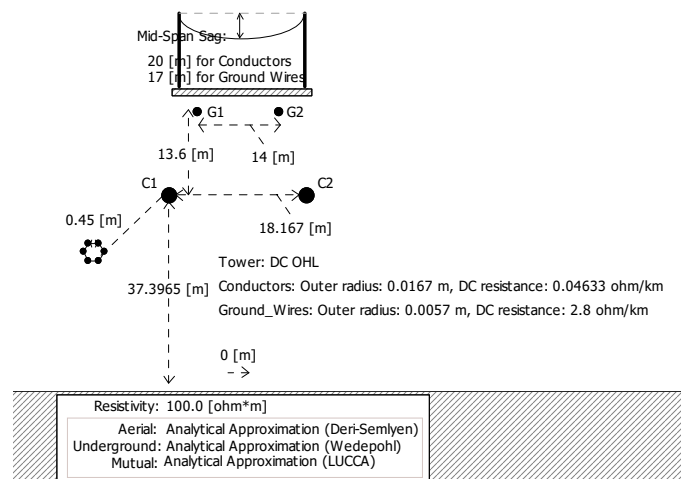 Mid-Span Sag:
20 [m] for Conductors
17 [m] for Ground Wires
G1
G2
13.6 [m]
14 [m]
C1
C2
0.45 [m]
18.167 [m]
Tower: DC OHL
37.3965 [m]
Conductors: Outer radius: 0.0167 m, DC resistance: 0.04633 ohm/km
Ground_Wires: Outer radius: 0.0057 m, DC resistance: 2.8 ohm/km
0 [m]
Resistivity: 100.0 [ohm*m]
Aerial: Analytical Approximation (Deri-Semlyen)
Underground: Analytical Approximation (Wedepohl)
Mutual: Analytical Approximation (LUCCA)